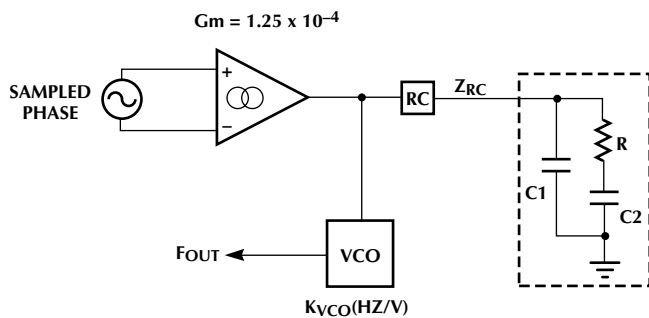 Gm = 1.25 x 10⁻⁴
SAMPLED
PHASE
+
−
RC
ZRC
R
C1
C2
FOUT
VCO
KVCO(HZ/V)